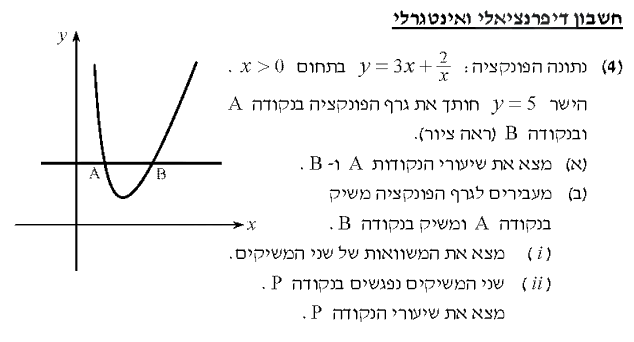 חשבון דיפרנציאלי ואינטגרלי
(4) נתונה הפונקציה: y = 3x + 2/x בתחום x > 0 .
הישר y = 5 חותך את גרף הפונקציה בנקודה A
ובנקודה B (ראה ציור).
(א) מצא את שיעורי הנקודות A ו- B .
(ב) מעבירים לגרף הפונקציה משיק
בנקודה A ומשיק בנקודה B .
(i) מצא את המשוואות של שני המשיקים.
(ii) שני המשיקים נפגשים בנקודה P .
מצא את שיעורי הנקודה P .
y
A
B
x